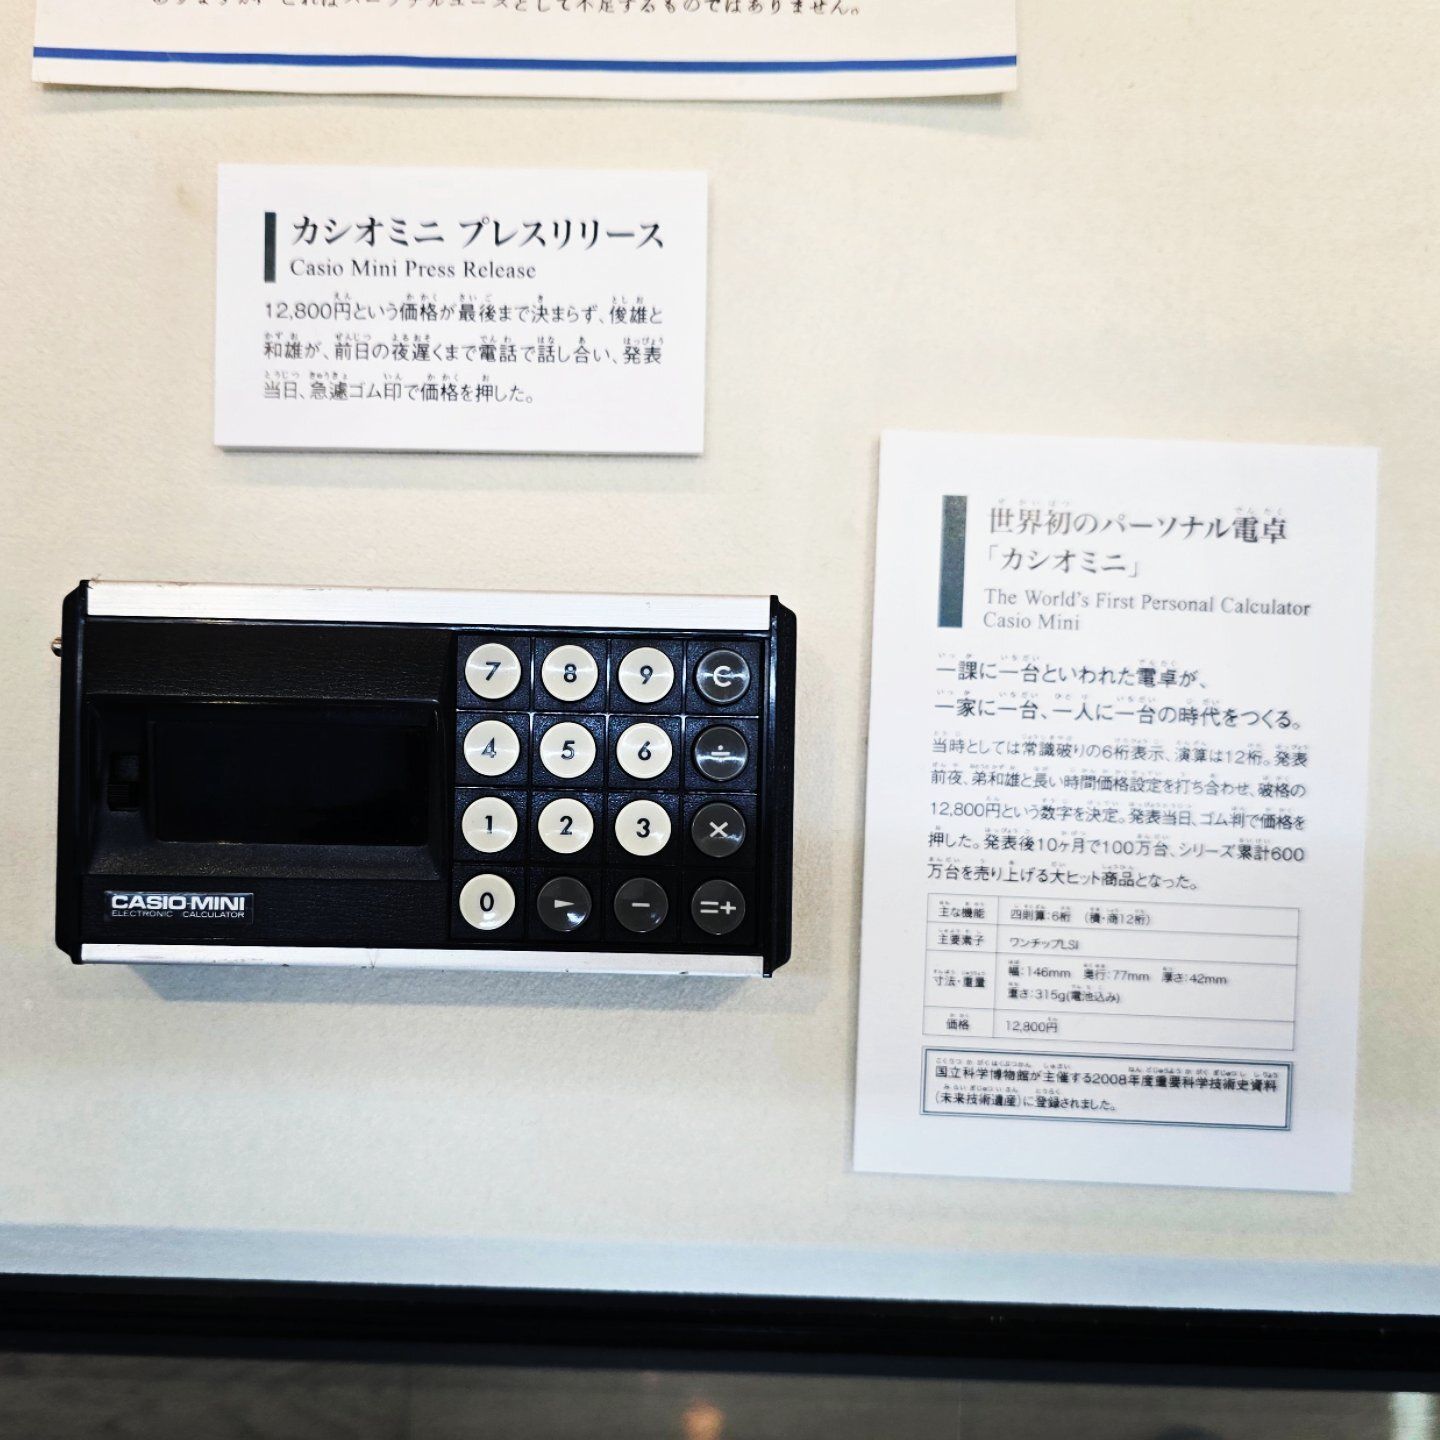 カシオミニ プレスリリース
Casio Mini Press Release
12,800円という価格が最後まで決まらず、俊雄と
和雄が、前日の夜遅くまで電話で話し合い、発表
当日、急遽ゴム印で価格を押した。
世界初のパーソナル電卓
「カシオミニ」
The World's First Personal Calculator
Casio Mini
一課に一台といわれた電卓が、
一家に一台、一人に一台の時代をつくる。
当時としては常識破りの6桁表示、演算は12桁。発表
前夜、弟和雄と長い時間価格設定を打ち合わせ、破格の
12,800円という数字を決定。発表当日、ゴム判で価格を
押した。発表後10ヶ月で100万台、シリーズ累計600
万台を売り上げる大ヒット商品となった。
主な機能 四則算:6桁 (積・商12桁)
主要素子 ワンチップLSI
寸法・重量 幅:146mm 奥行:77mm 厚さ:42mm
重さ:315g(電池込み)
価格 12,800円
国立科学博物館が主催する2008年度重要科学技術史資料
(未来技術遺産)に登録されました。
7 8 9 C
4 5 6 ÷
1 2 3 ×
0 ► − =+
CASIO-MINI
ELECTRONIC CALCULATOR